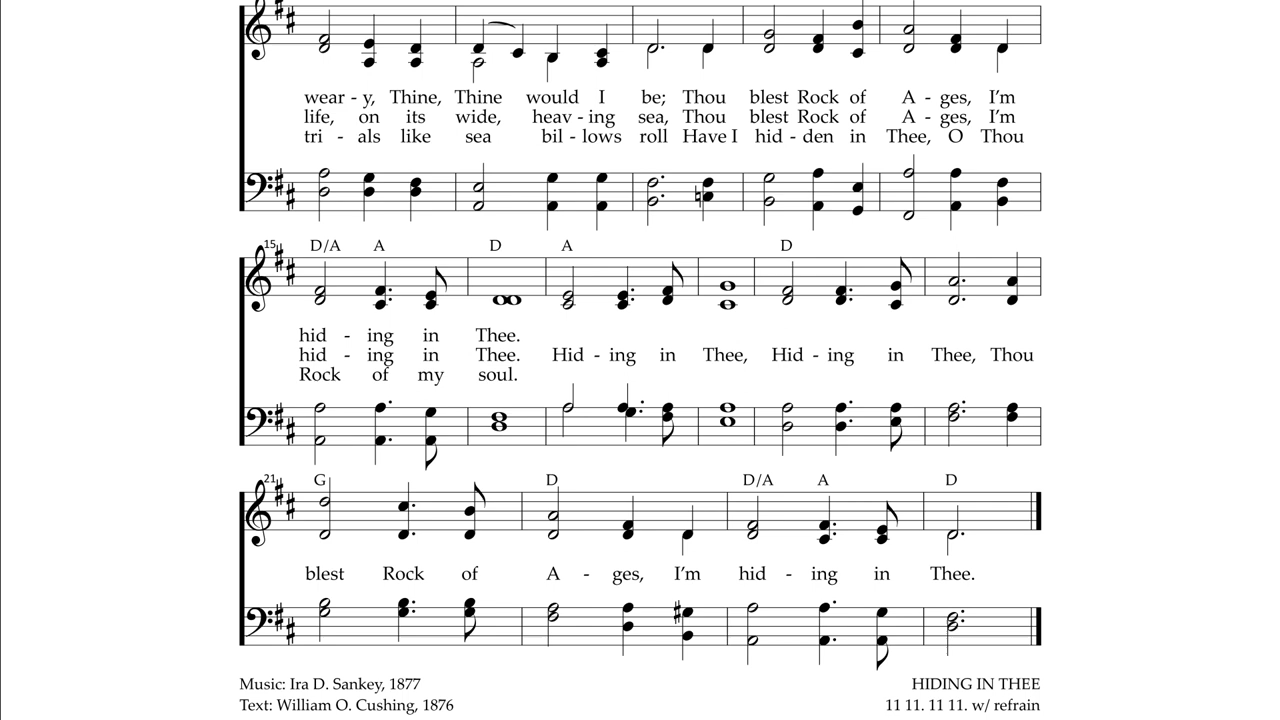 wear - y, Thine, Thine would I be; Thou blest Rock of A - ges, I'm
life, on its wide, heav - ing sea, Thou blest Rock of A - ges, I'm
tri - als like sea bil - lows roll Have I hid - den in Thee, O Thou
15 D/A A D A D
hid - ing in Thee.
hid - ing in Thee. Hid - ing in Thee, Hid - ing in Thee, Thou
Rock of my soul.
21 G D D/A A D
blest Rock of A - ges, I'm hid - ing in Thee.
Music: Ira D. Sankey, 1877 HIDING IN THEE
Text: William O. Cushing, 1876 11 11. 11 11. w/ refrain